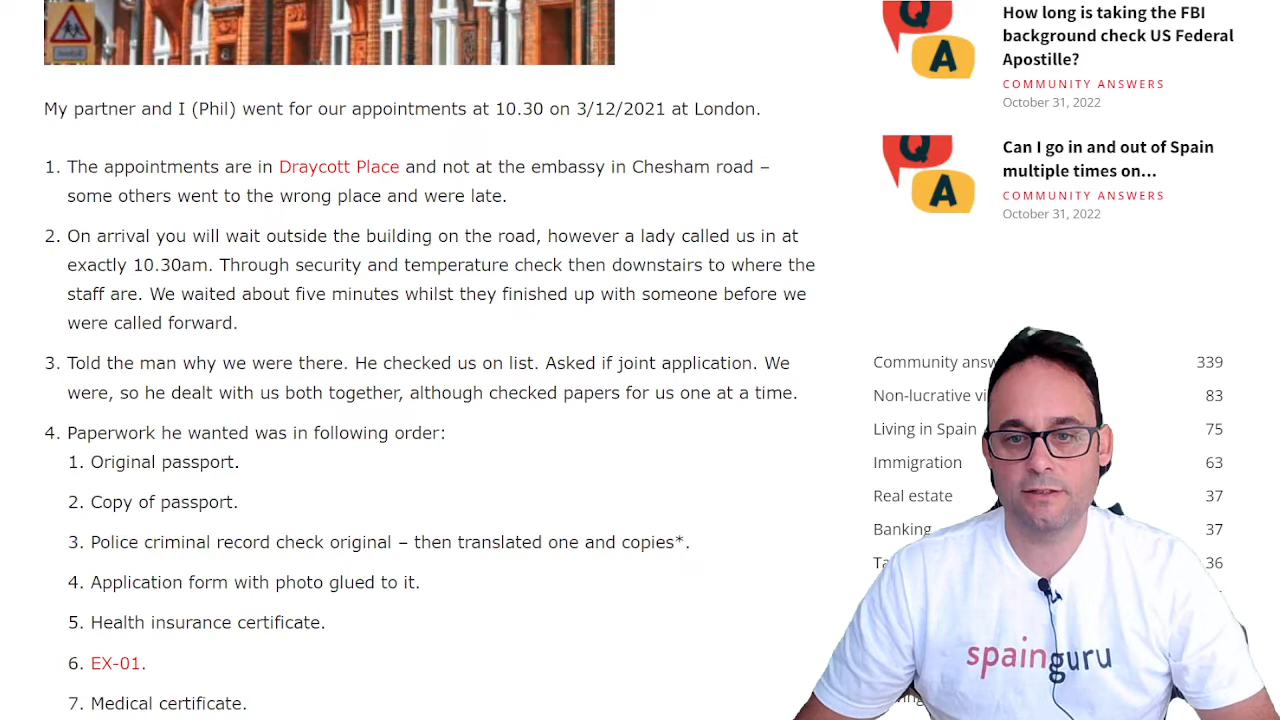 My partner and I (Phil) went for our appointments at 10.30 on 3/12/2021 at London.
1. The appointments are in Draycott Place and not at the embassy in Chesham road –
some others went to the wrong place and were late.
2. On arrival you will wait outside the building on the road, however a lady called us in at
exactly 10.30am. Through security and temperature check then downstairs to where the
staff are. We waited about five minutes whilst they finished up with someone before we
were called forward.
3. Told the man why we were there. He checked us on list. Asked if joint application. We
were, so he dealt with us both together, although checked papers for us one at a time.
4. Paperwork he wanted was in following order:
1. Original passport.
2. Copy of passport.
3. Police criminal record check original – then translated one and copies*.
4. Application form with photo glued to it.
5. Health insurance certificate.
6. EX-01.
7. Medical certificate.
Q
A
How long is taking the FBI
background check US Federal
Apostille?
COMMUNITY ANSWERS
October 31, 2022
Q
A
Can I go in and out of Spain
multiple times on...
COMMUNITY ANSWERS
October 31, 2022
Community 339
Non-lucrative 83
Living in Spain 75
Immigration 63
Real estate 37
Banking 37
36
spainguru